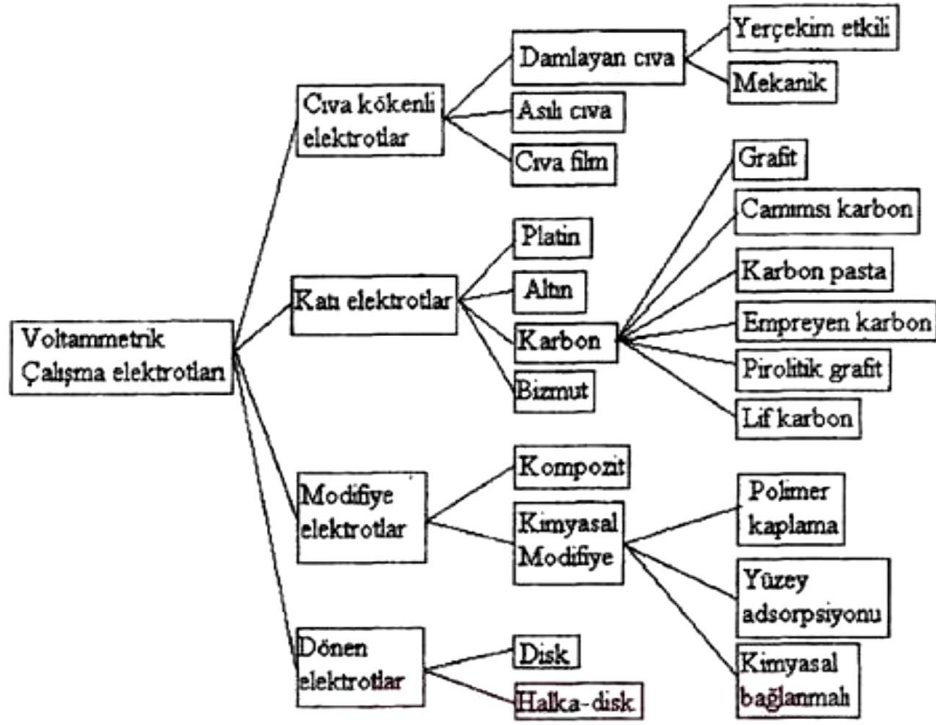 Voltammetrik
Çalışma elektrotları
Cıva kökenli
elektrotlar
Damlayan cıva
Yerçekim etkili
Mekanik
Asılı cıva
Cıva film
Katı elektrotlar
Platin
Altın
Karbon
Grafit
Camımsı karbon
Karbon pasta
Empreyen karbon
Pirolitik grafit
Lif karbon
Bizmut
Modifiye
elektrotlar
Kompozit
Kimyasal
Modifiye
Polimer
kaplama
Yüzey
adsorpsiyonu
Kimyasal
bağlanmalı
Dönen
elektrotlar
Disk
Halka-disk